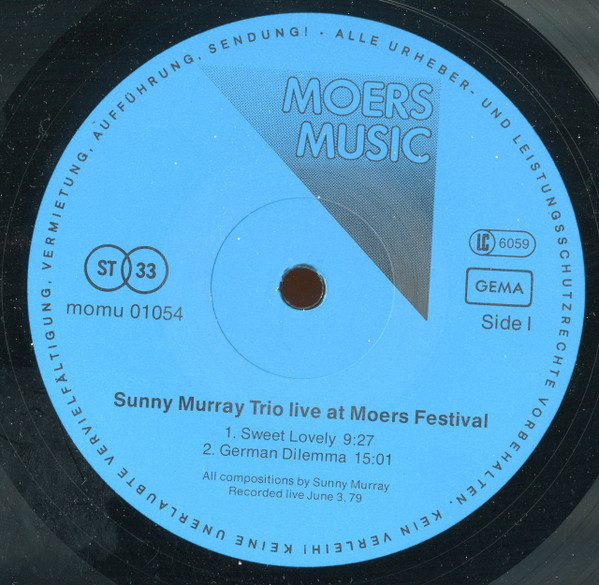 ALLE URHEBER- UND LEISTUNGSSCHUTZRECHTE VORBEHALTEN. KEIN VERLEIH! KEINE UNERLAUBTE VERVIELFÄLTIGUNG, VERMIETUNG, AUFFÜHRUNG, SENDUNG! ·
MOERS
MUSIC
ST 33
momu 01054
LC 6059
GEMA
Side I
Sunny Murray Trio live at Moers Festival
1. Sweet Lovely 9:27
2. German Dilemma 15:01
All compositions by Sunny Murray
Recorded live June 3, 79